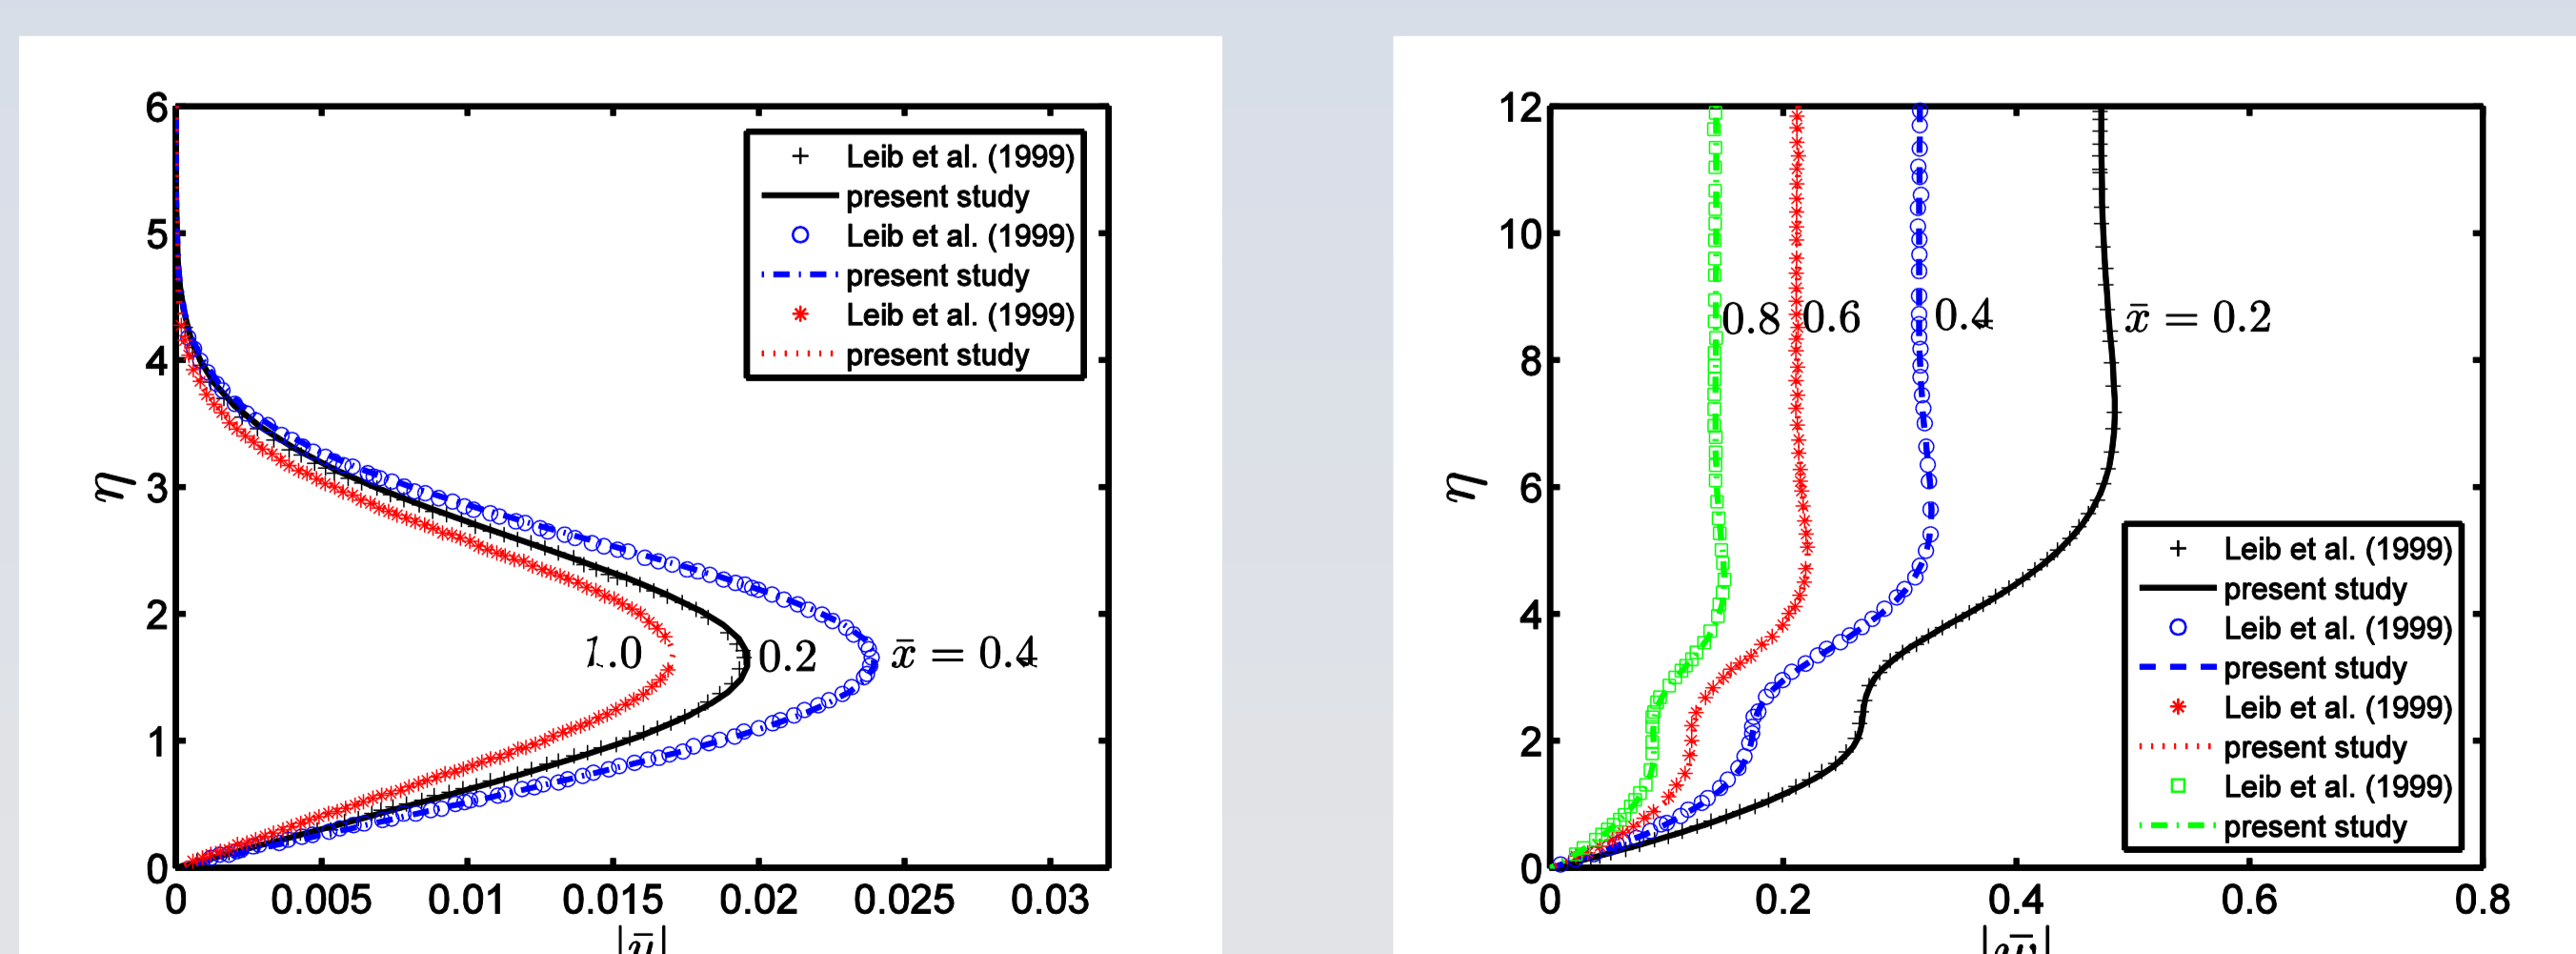 6
5
4
3
2
1
0
η
Leib et al. (1999)
present study
Leib et al. (1999)
present study
Leib et al. (1999)
present study
1.0
0.2
x̄ = 0.4
0 0.005 0.01 0.015 0.02 0.025 0.03
12
10
8
6
4
2
0
η
0.8 0.6 0.4 x̄ = 0.2
Leib et al. (1999)
present study
Leib et al. (1999)
present study
Leib et al. (1999)
present study
Leib et al. (1999)
present study
0 0.2 0.4 0.6 0.8